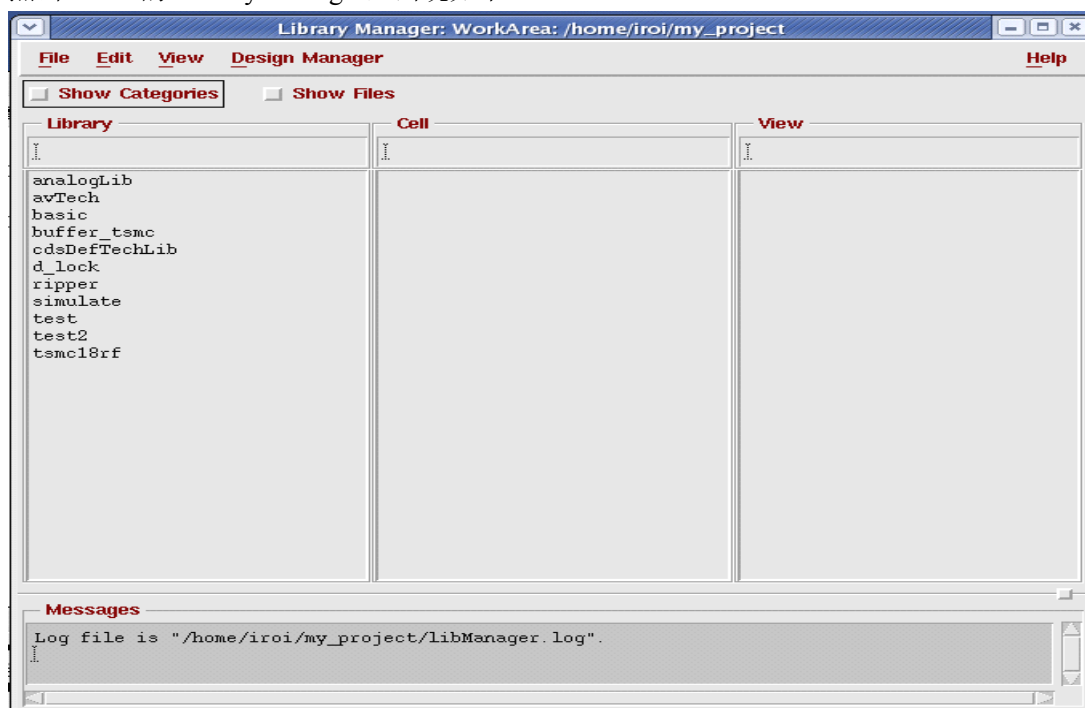 Library Manager: WorkArea: /home/iroi/my_project
File Edit View Design Manager Help
Show Categories Show Files
Library Cell View
analogLib
avTech
basic
buffer_tsmc
cdsDefTechLib
d_lock
ripper
simulate
test
test2
tsmc18rf
Messages
Log file is "/home/iroi/my_project/libManager.log".